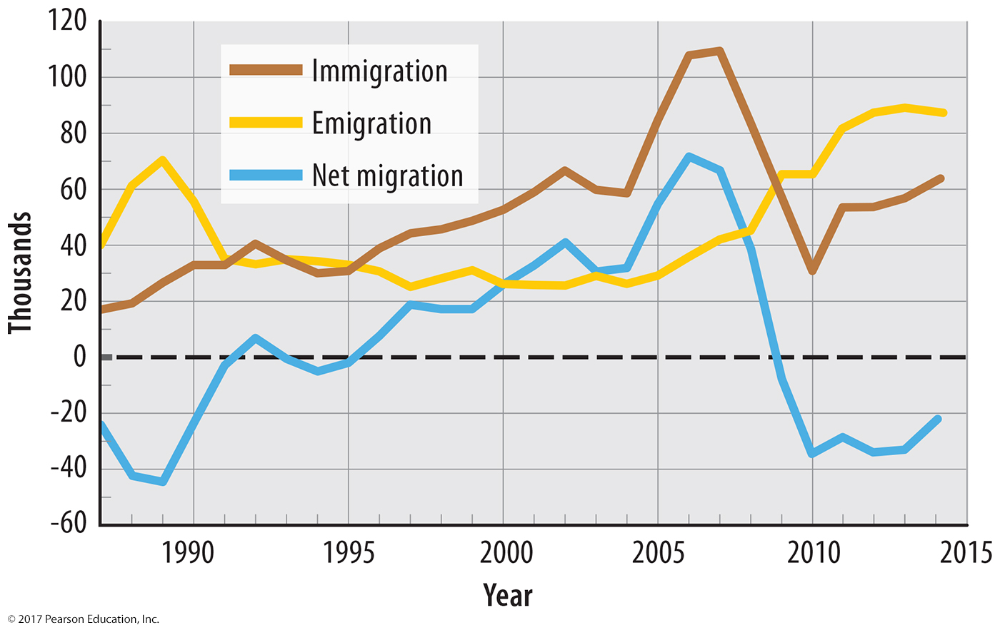 120
100
80
60
40
20
0
-20
-40
-60
Thousands
Immigration
Emigration
Net migration
1990 1995 2000 2005 2010 2015
Year
© 2017 Pearson Education, Inc.